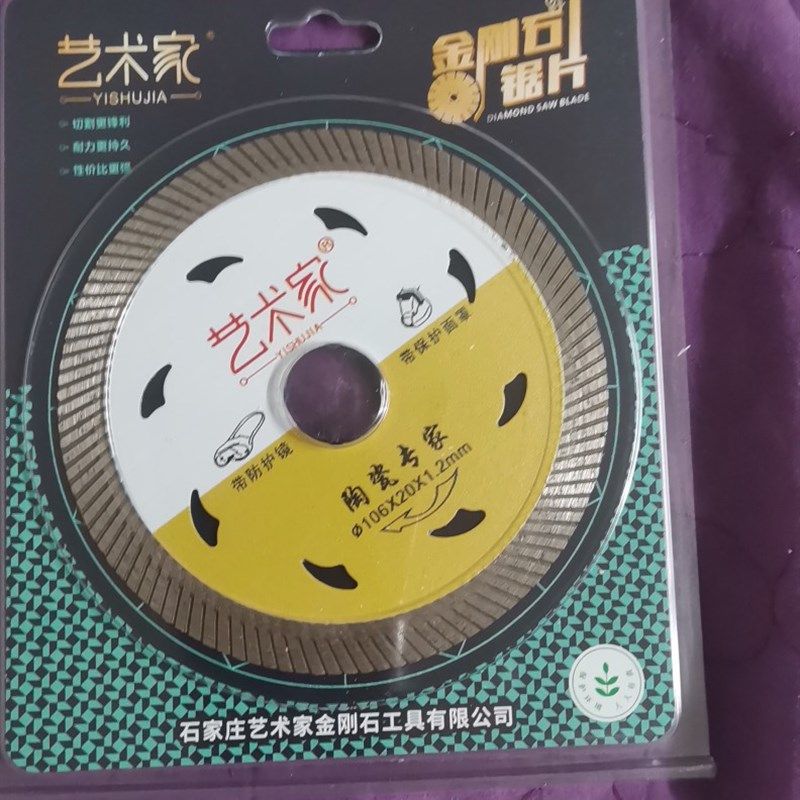 艺术家®
YISHUJIA
金刚石
锯片
DIAMOND SAW BLADE
切割更锋利
耐力更持久
性价比更高
艺术家®
YISHUJIA
带保护面罩
带防护镜
陶瓷专家
Ø106X20X1.2mm
石家庄艺术家金刚石工具有限公司